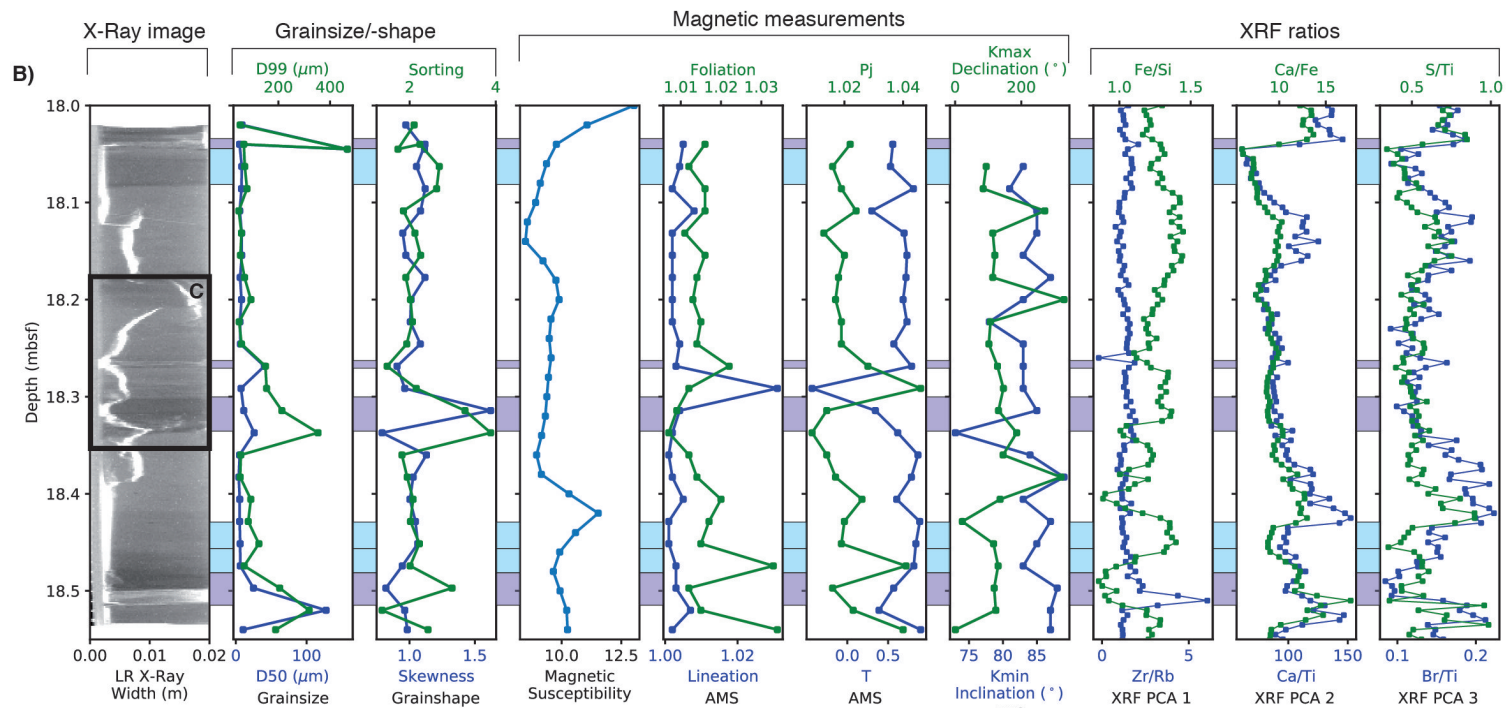 X-Ray image Grainsize/-shape Magnetic measurements XRF ratios
B)
D99 (μm) Sorting Foliation Pj Kmax Declination (°) Fe/Si Ca/Fe S/Ti
200 400 2 4 1.01 1.02 1.03 1.02 1.04 0 200 1.0 1.5 10 15 0.5 1.0
18.0
18.1
C
18.2
Depth (mbsf)
18.3
18.4
18.5
0.00 0.01 0.02 0 100 1.0 1.5 10.0 12.5 1.00 1.02 0.0 0.5 75 80 85 0 5 100 150 0.1 0.2
LR X-Ray Width (m) D50 (μm) Skewness Magnetic Susceptibility Lineation T Kmin Inclination (°) Zr/Rb Ca/Ti Br/Ti
Grainsize Grainshape AMS AMS XRF PCA 1 XRF PCA 2 XRF PCA 3